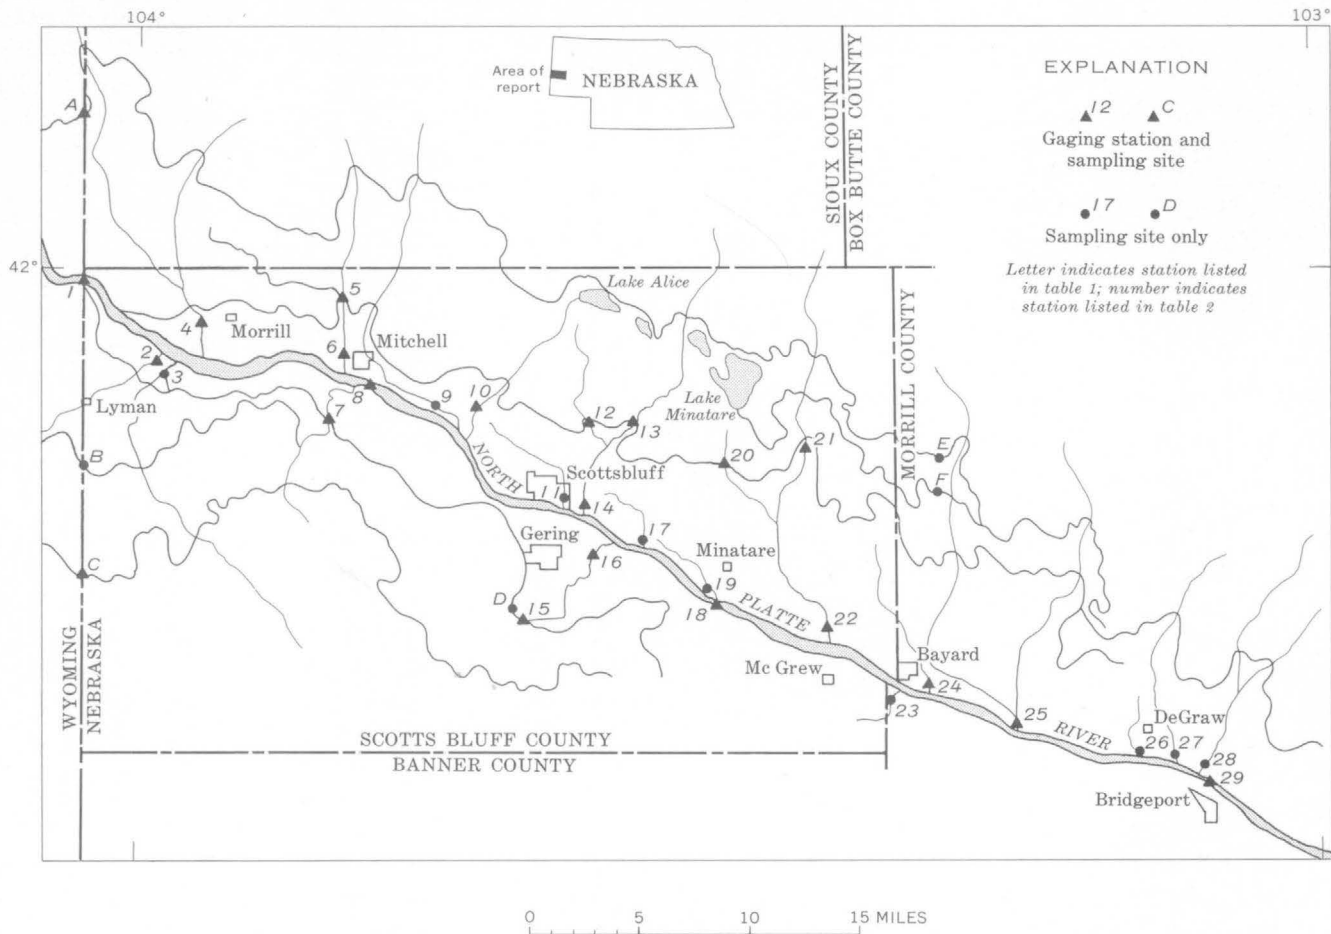 104°
103°
42°
Area of
report
NEBRASKA
SIOUX COUNTY
BOX BUTTE COUNTY
EXPLANATION
12
C
Gaging station and
sampling site
17
D
Sampling site only
Letter indicates station listed
in table 1; number indicates
station listed in table 2
A
1
4
Morrill
5
6
Mitchell
2
3
Lyman
7
8
9
10
B
C
Lake Alice
Lake
Minatare
12
13
20
21
MORRILL COUNTY
E
F
NORTH
Scottsbluff
11
14
Gering
16
17
Minatare
19
18
PLATTE
D
15
22
Mc Grew
Bayard
23
24
25
RIVER
DeGraw
26
27
28
29
Bridgeport
WYOMING
NEBRASKA
SCOTTS BLUFF COUNTY
BANNER COUNTY
0 5 10 15 MILES